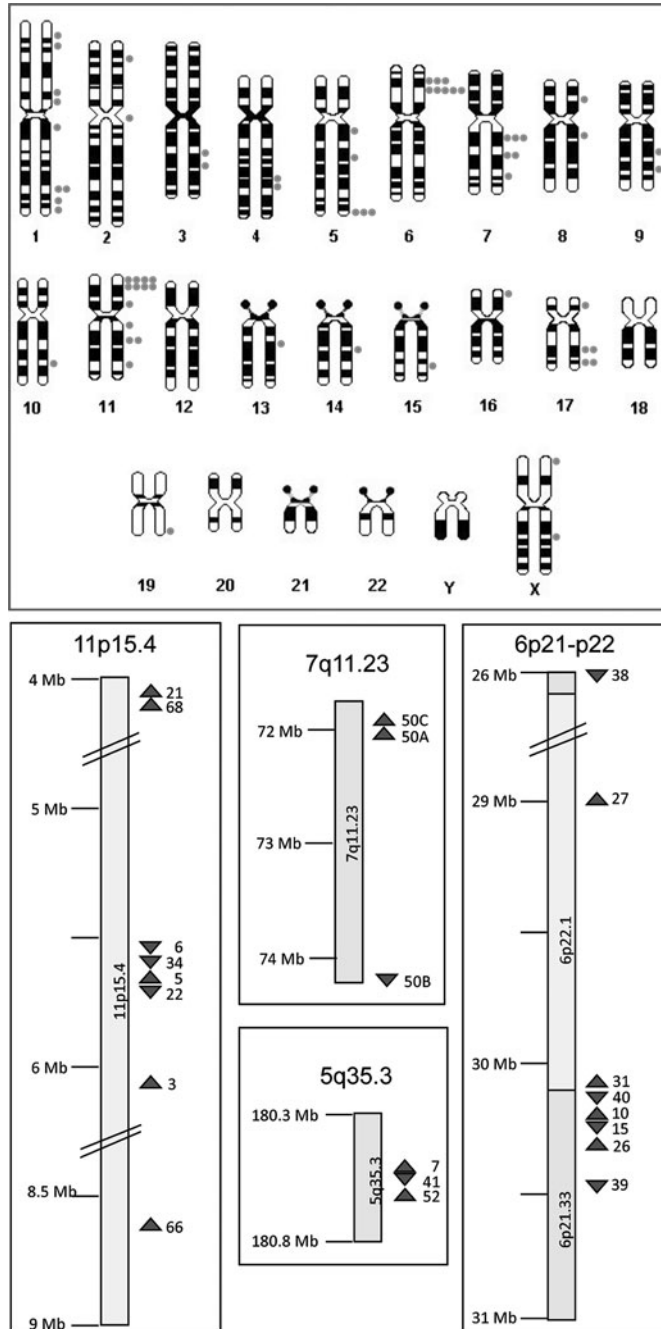 1 2 3 4 5 6 7 8 9
10 11 12 13 14 15 16 17 18
19 20 21 22 Y X
11p15.4
4 Mb
21
68
5 Mb
6
34
5
22
11p15.4
6 Mb
3
8.5 Mb
66
9 Mb
7q11.23
50C
72 Mb
50A
7q11.23
73 Mb
74 Mb
50B
5q35.3
180.3 Mb
5q35.3
7
41
52
180.8 Mb
6p21-p22
26 Mb
38
29 Mb
27
6p22.1
30 Mb
31
40
10
15
26
39
6p21.33
31 Mb